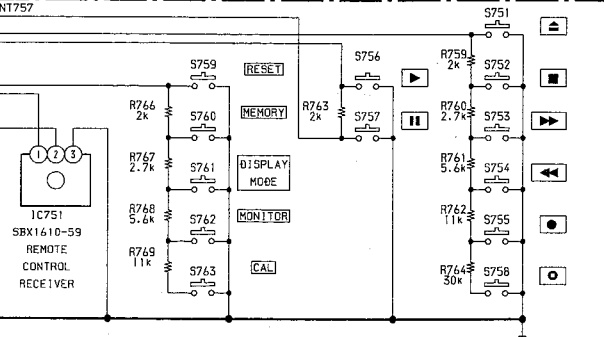 NT757
S751
R759
2k
S752
S756
S759
RESET
R766
2k
S760
MEMORY
R763
2k
S757
R760
2.7k
S753
R767
2.7k
S761
DISPLAY
MODE
R761
5.6k
S754
1 2 3
IC751
SBX1610-59
REMOTE
CONTROL
RECEIVER
R768
5.6k
S762
MONITOR
R762
11k
S755
R769
11k
S763
CAL
R764
30k
S758